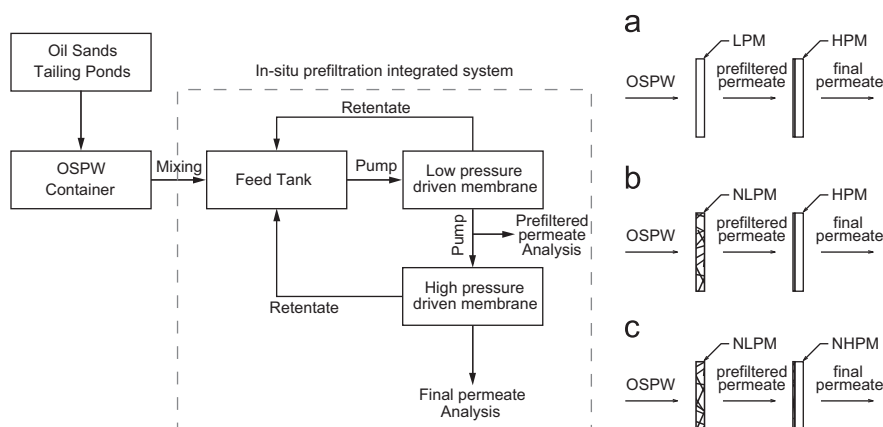 Oil Sands
Tailing Ponds
In-situ prefiltration integrated system
Retentate
OSPW
Container
Mixing
Feed Tank
Pump
Low pressure
driven membrane
Pump
Prefiltered
permeate
Analysis
High pressure
driven membrane
Retentate
Final permeate
Analysis
a
LPM
HPM
OSPW
prefiltered
permeate
final
permeate
b
NLPM
HPM
OSPW
prefiltered
permeate
final
permeate
c
NLPM
NHPM
OSPW
prefiltered
permeate
final
permeate